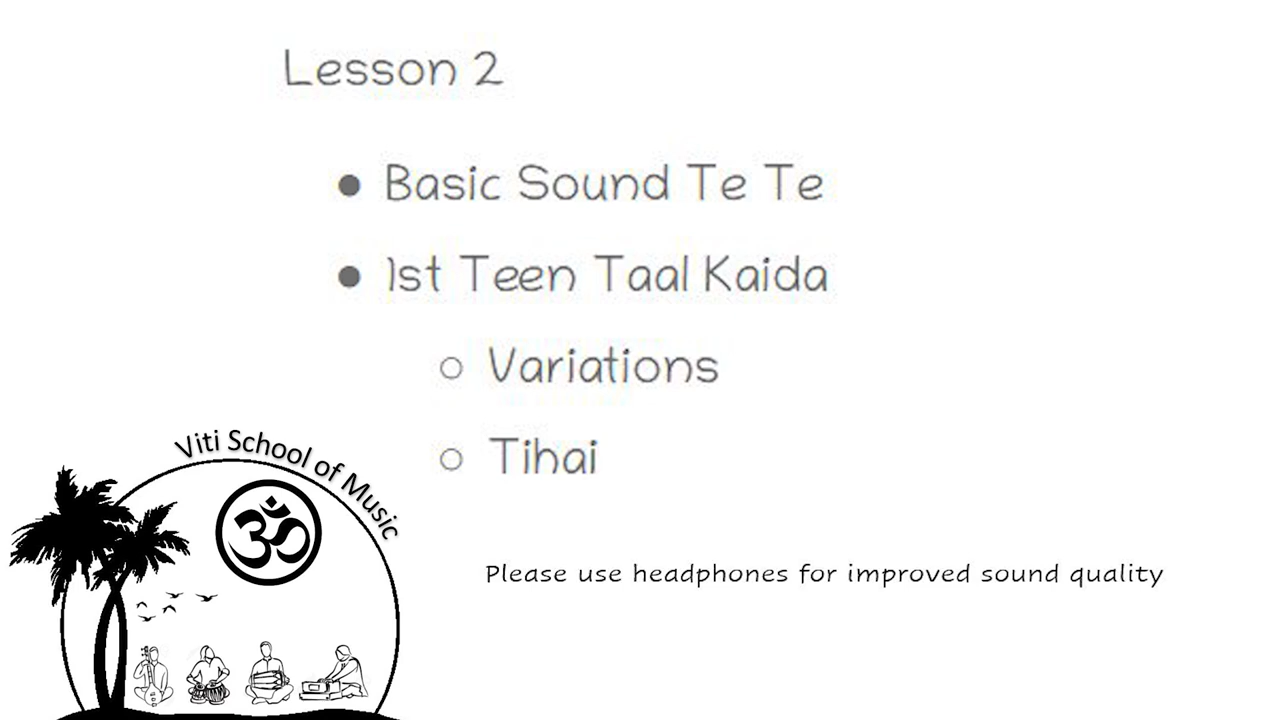 Lesson 2
● Basic Sound Te Te
● 1st Teen Taal Kaida
○ Variations
○ Tihai
Viti School of Music
ॐ
Please use headphones for improved sound quality